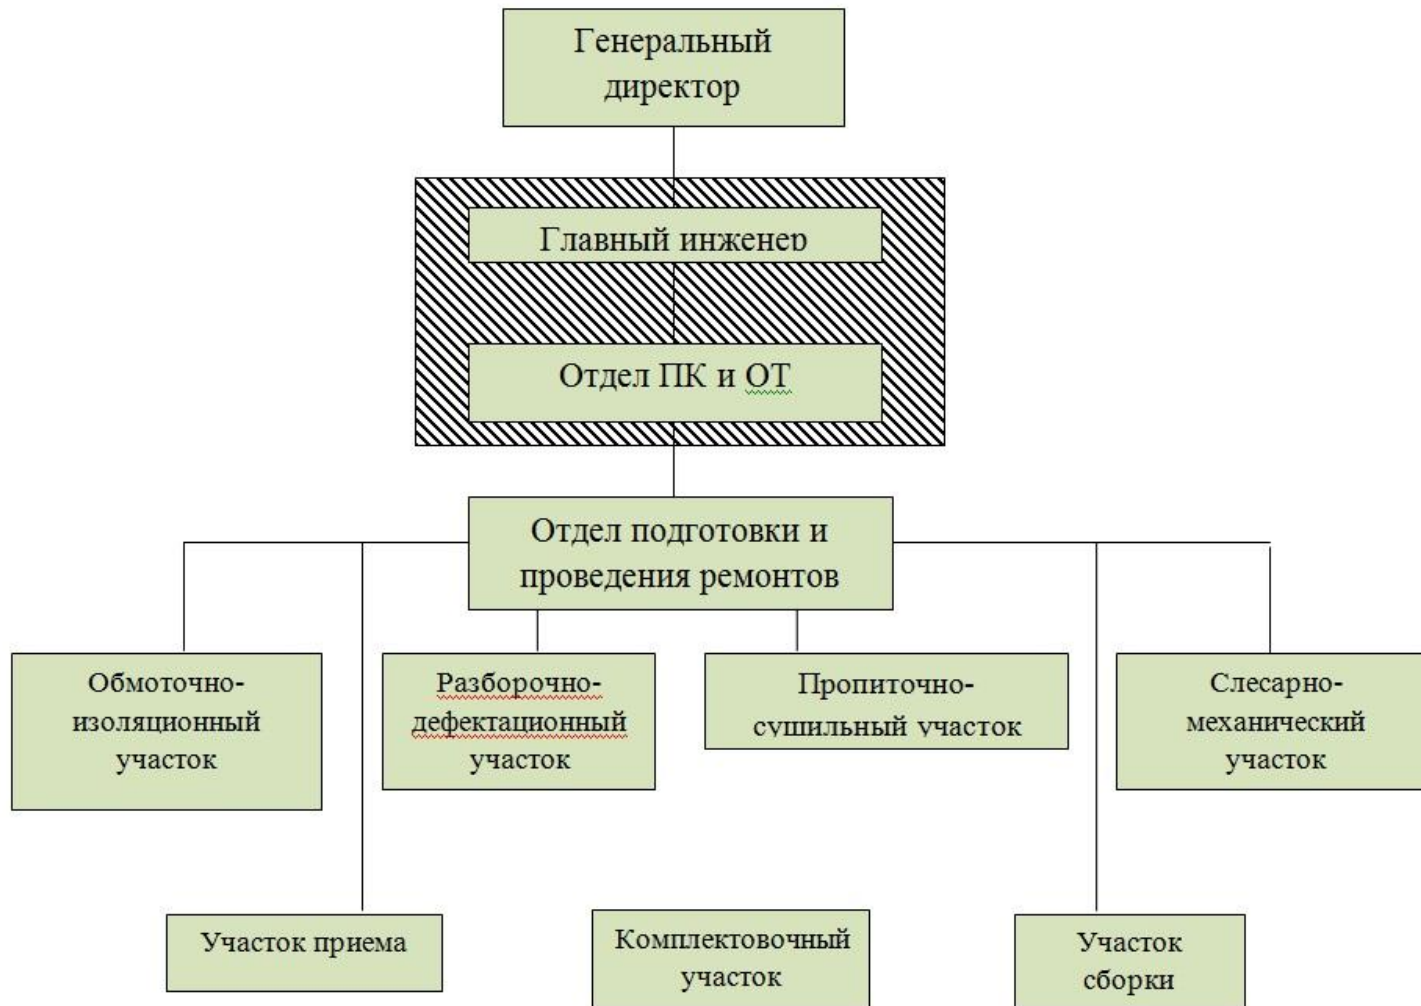 Генеральный
директор
Главный инженер
Отдел ПК и ОТ
Отдел подготовки и
проведения ремонтов
Обмоточно-
изоляционный
участок
Разборочно-
дефектационный
участок
Пропиточно-
сушильный участок
Слесарно-
механический
участок
Участок приема
Комплектовочный
участок
Участок
сборки